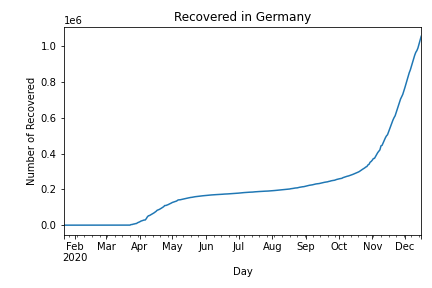 Recovered in Germany
1e6
1.0
0.8
0.6
0.4
0.2
0.0
Number of Recovered
Feb Mar Apr May Jun Jul Aug Sep Oct Nov Dec
2020
Day